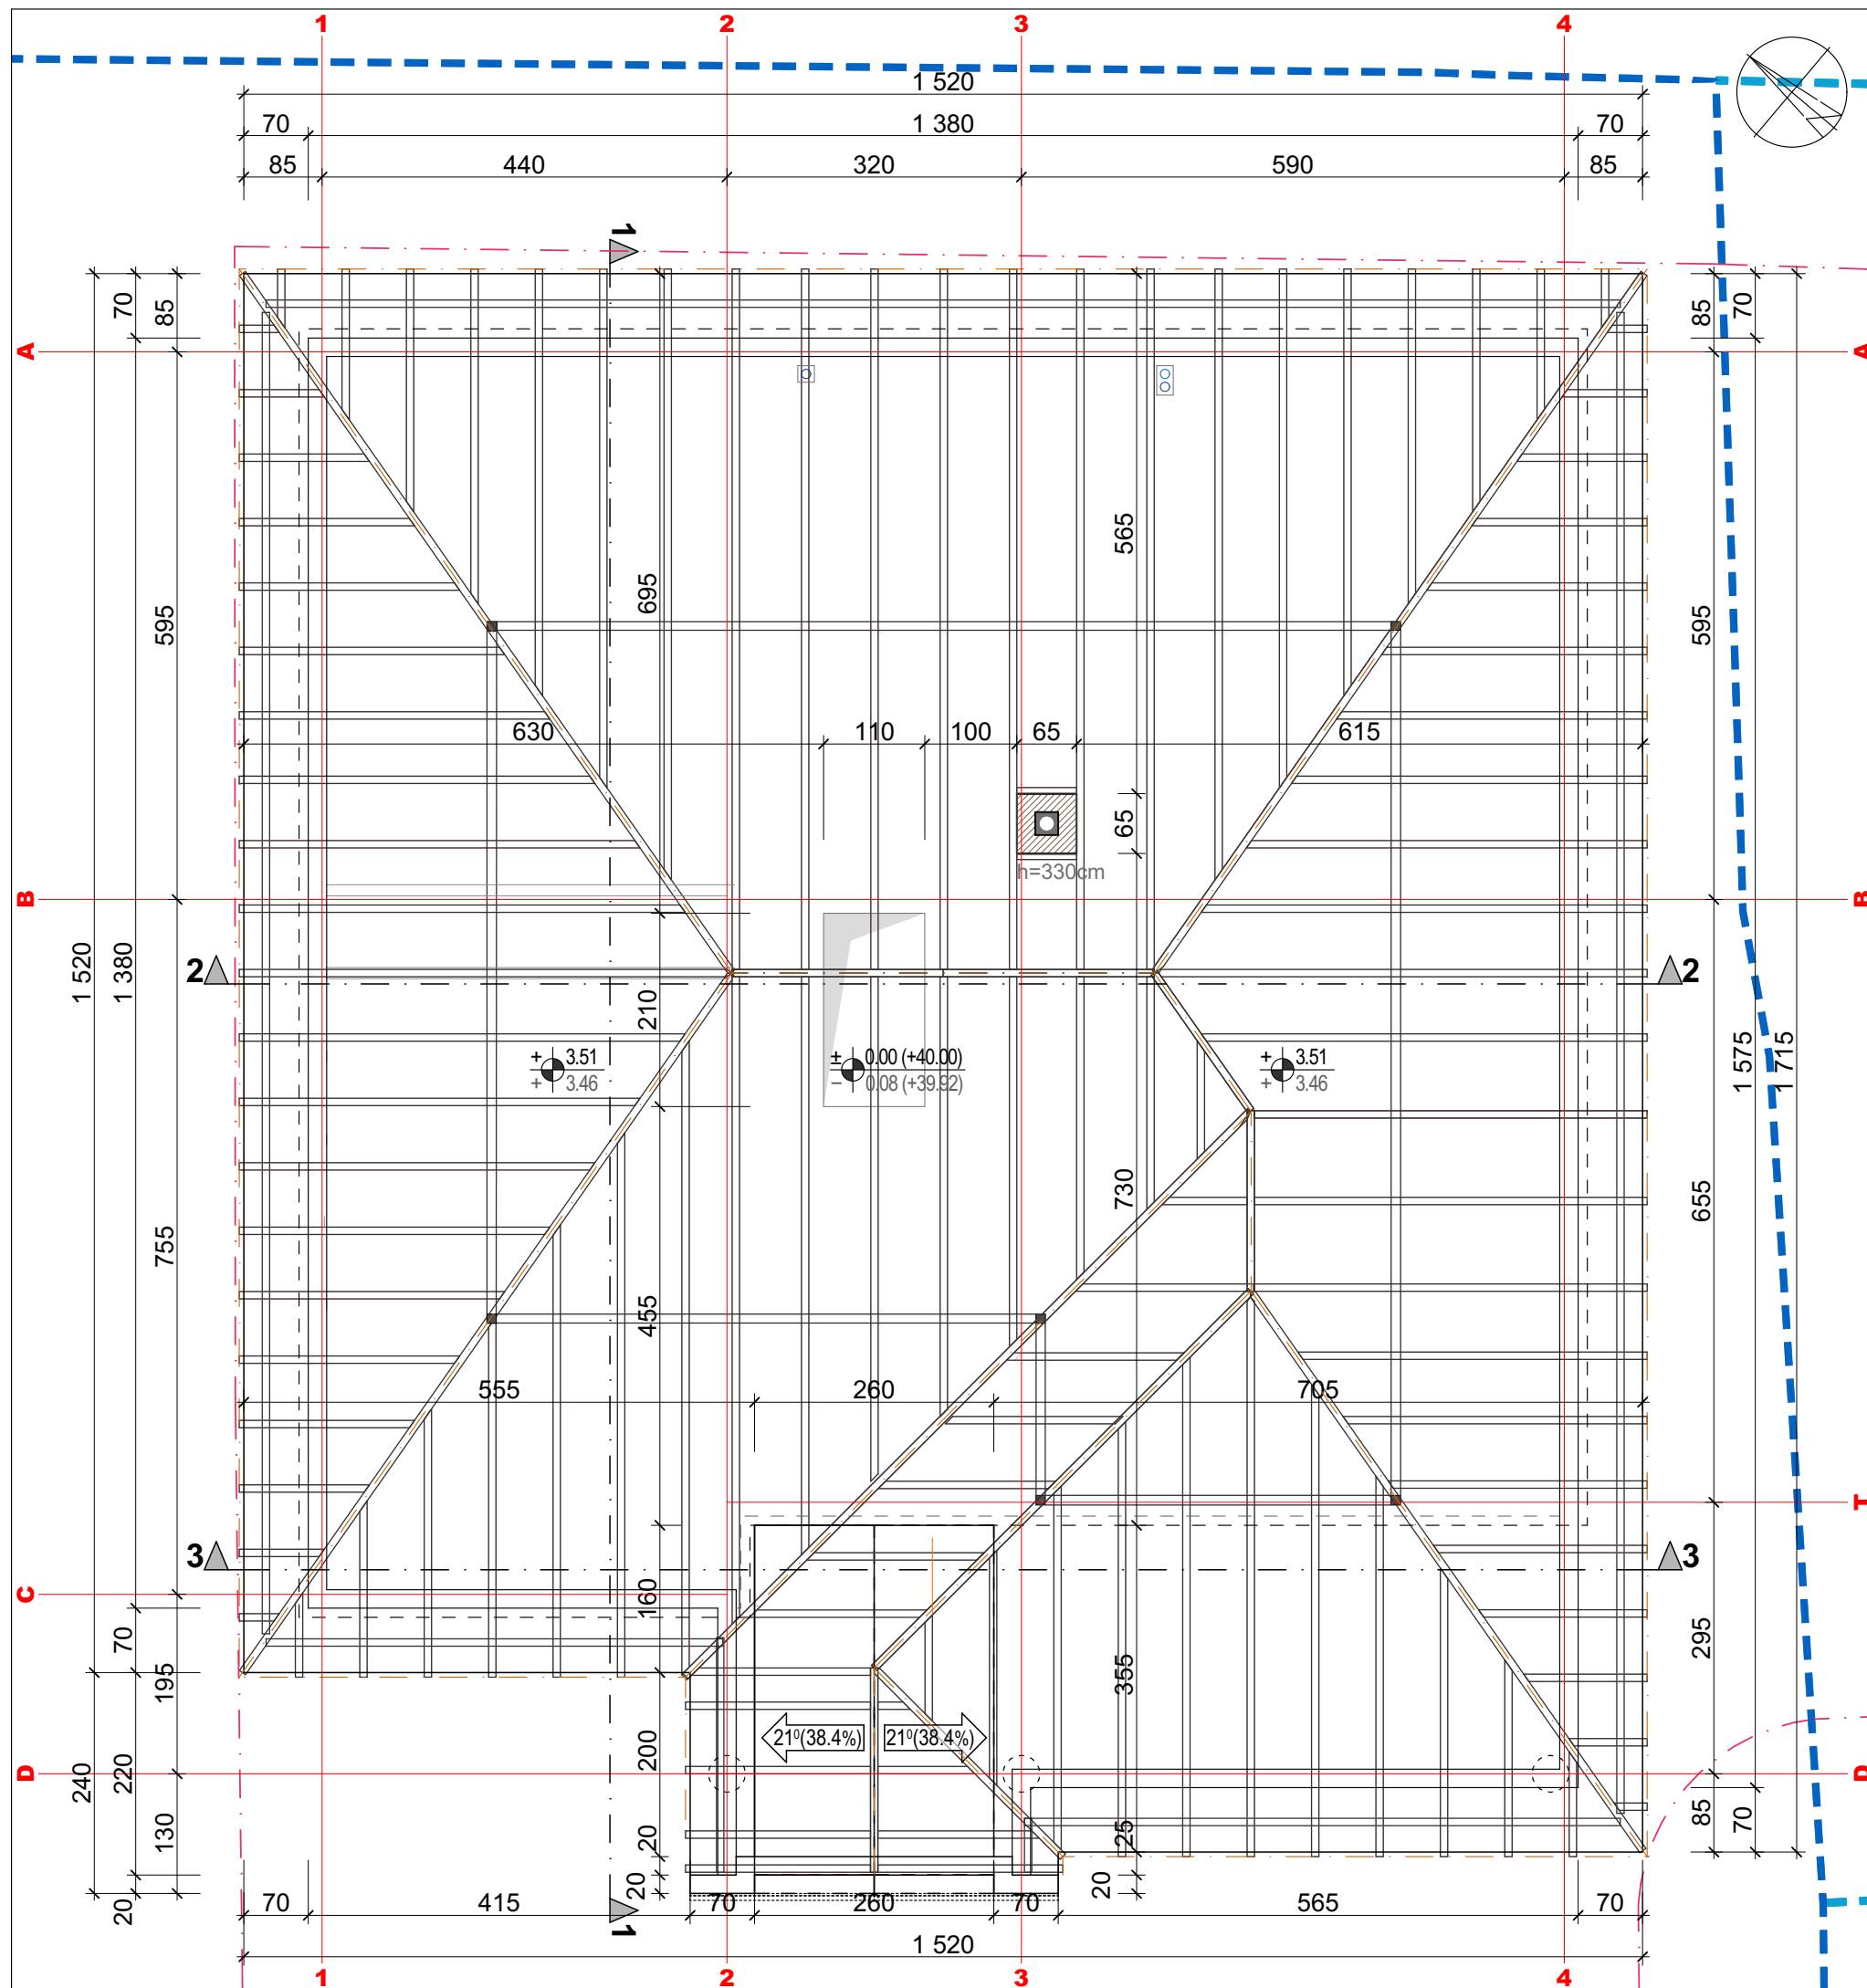 1 2 3 4
1 520
70 1 380 70
85 440 320 590 85
1
70 85 85 70
A A
565
695
595 595
630 110 100 65 615
65
h=330cm
B B
1 520 1 380
2 2
210
+ 3.51
+ 3.46
± 0.00 (+40.00)
− 0.08 (+39.92)
+ 3.51
+ 3.46
1 575 1 715
730
655
755
455
555 260 705
T
3 3
C
160
70
195
295
355
21⁰(38.4%) 21⁰(38.4%)
200
D D
240 220
130
85 70
20 25
20 20 20
70 415 70 260 70 565 70
1
1 520
1 2 3 4